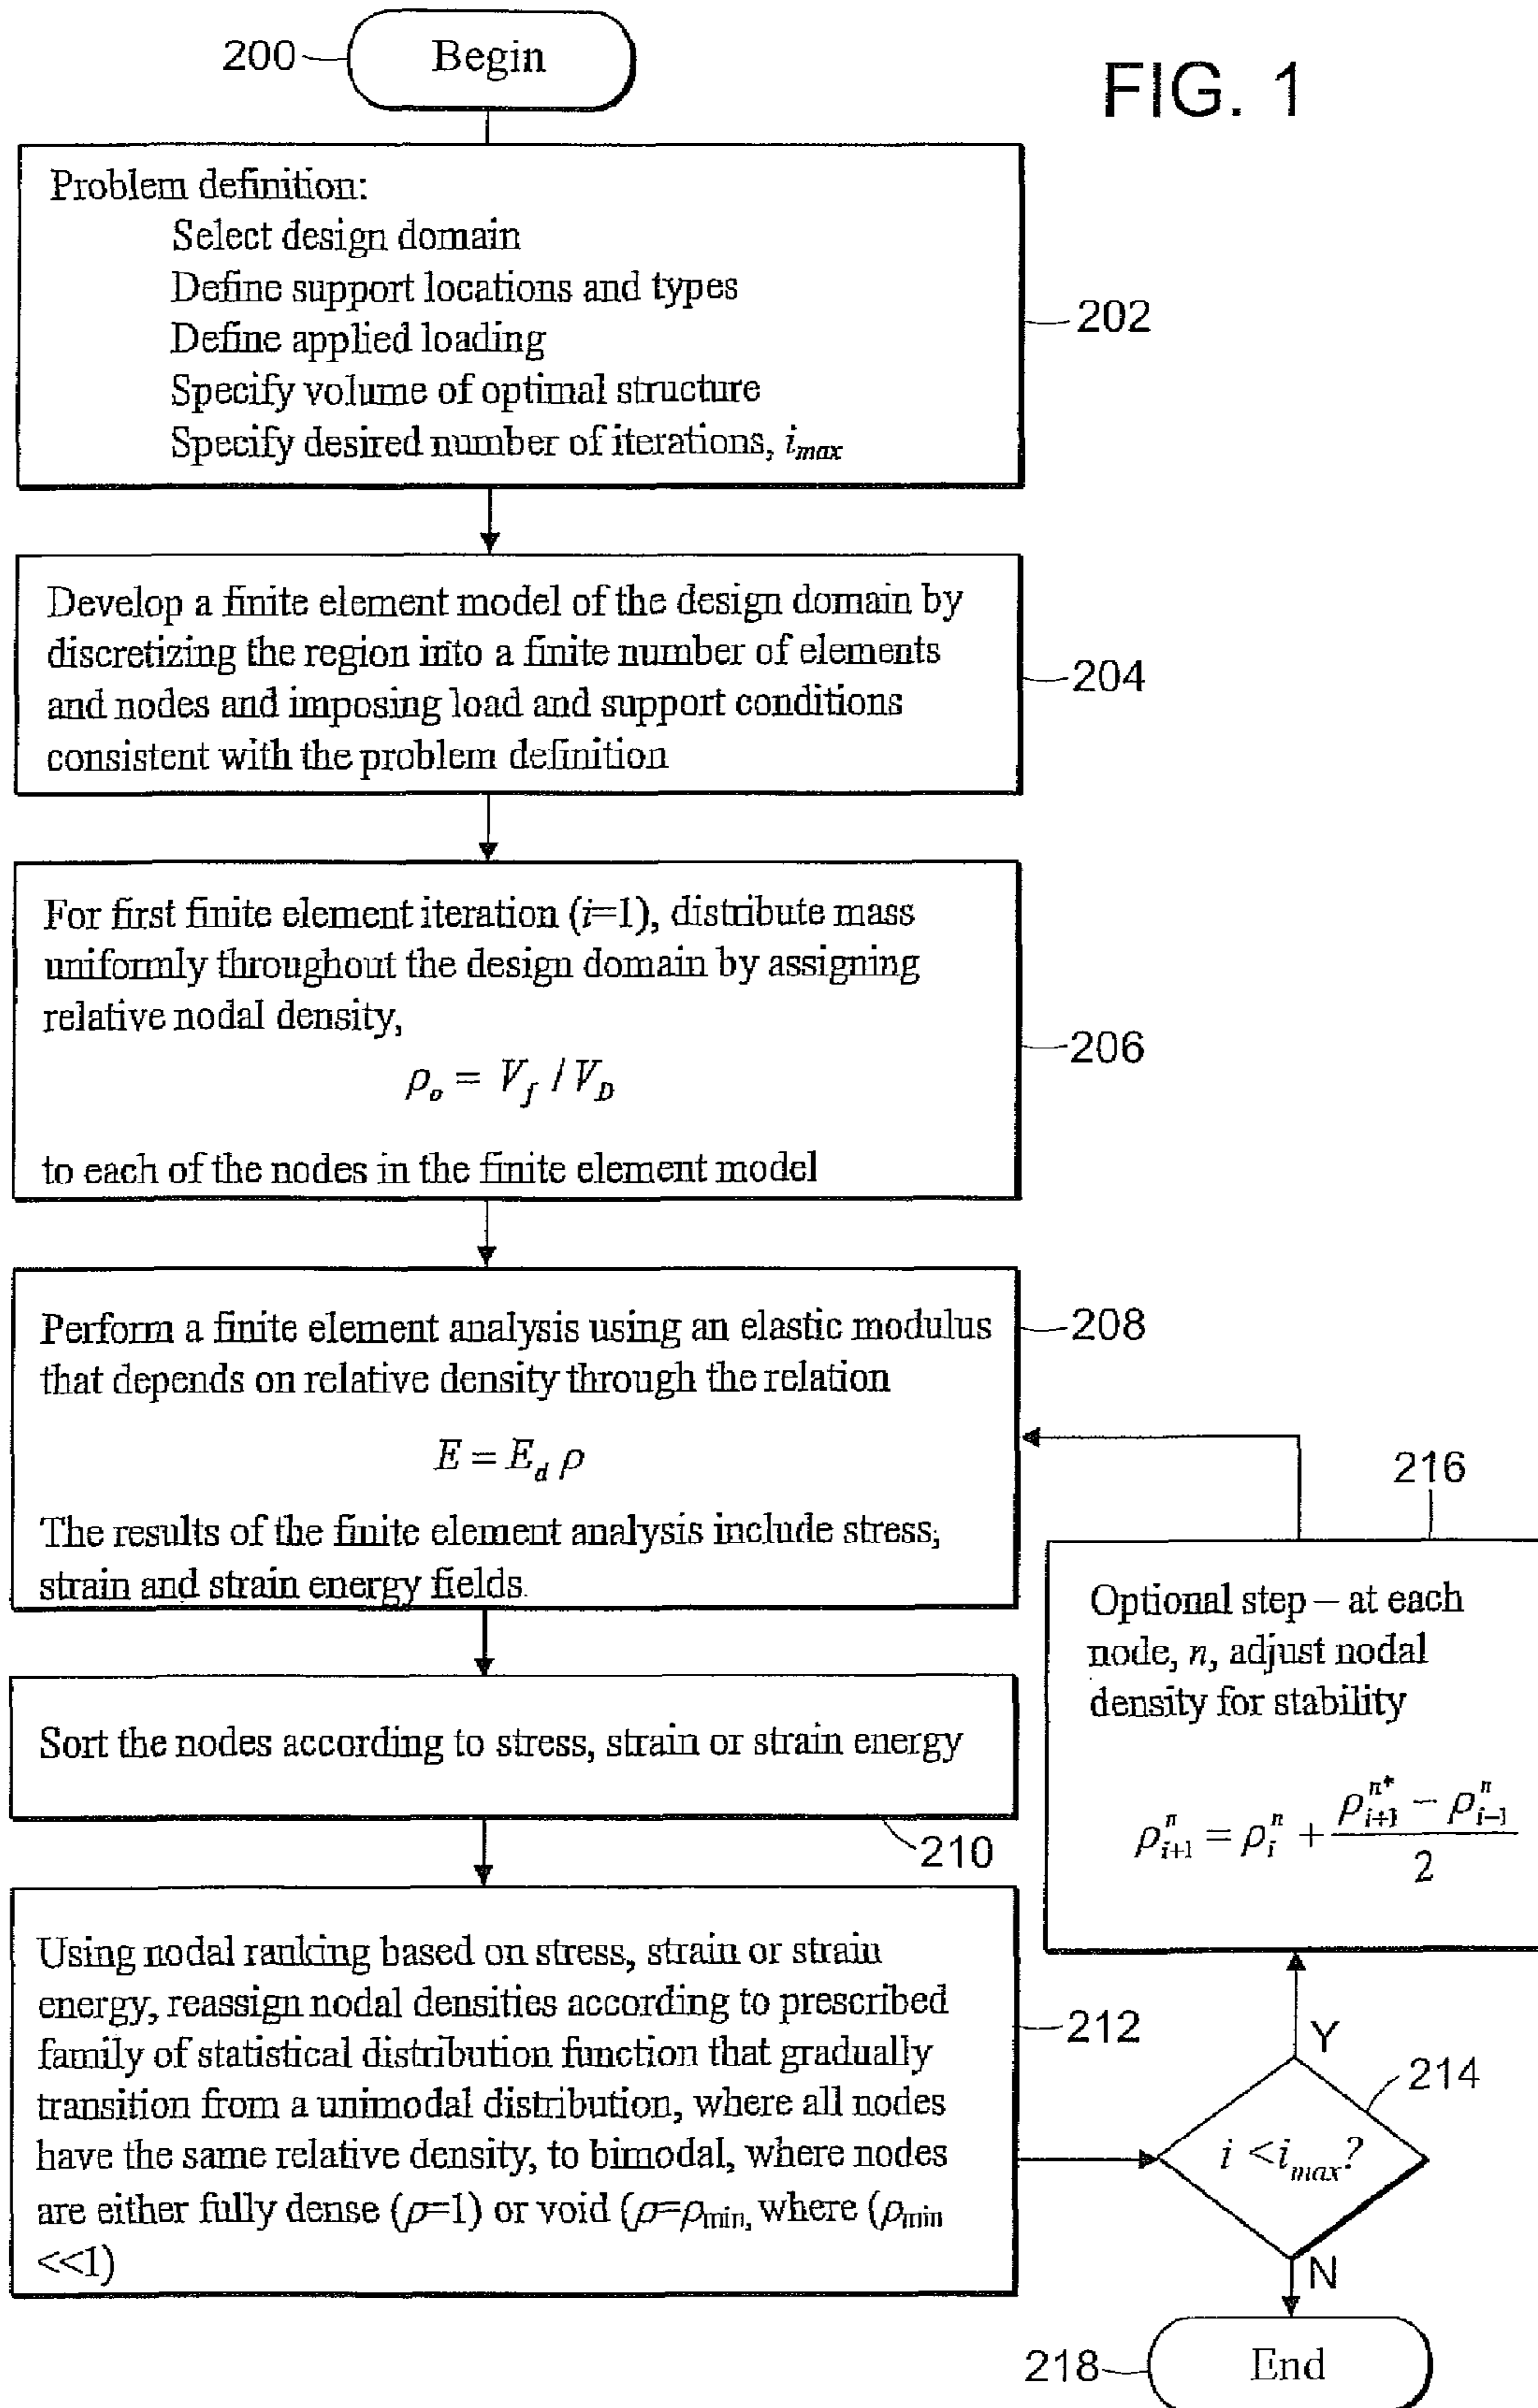 200
Begin
FIG. 1
Problem definition:
Select design domain
Define support locations and types
Define applied loading
Specify volume of optimal structure
Specify desired number of iterations, i_max
202
Develop a finite element model of the design domain by
discretizing the region into a finite number of elements
and nodes and imposing load and support conditions
consistent with the problem definition
204
For first finite element iteration (i=1), distribute mass
uniformly throughout the design domain by assigning
relative nodal density,
ρ_o = V_f / V_D
to each of the nodes in the finite element model
206
Perform a finite element analysis using an elastic modulus
that depends on relative density through the relation
E = E_d ρ
The results of the finite element analysis include stress,
strain and strain energy fields.
208
Sort the nodes according to stress, strain or strain energy
210
Using nodal ranking based on stress, strain or strain
energy, reassign nodal densities according to prescribed
family of statistical distribution function that gradually
transition from a unimodal distribution, where all nodes
have the same relative density, to bimodal, where nodes
are either fully dense (ρ=1) or void (ρ=ρ_min, where (ρ_min
<<1)
212
216
Optional step – at each
node, n, adjust nodal
density for stability
ρ^n_{i+1} = ρ^n_i + (ρ^{n*}_{i+1} − ρ^n_{i−1}) / 2
Y
214
i < i_max?
N
218
End